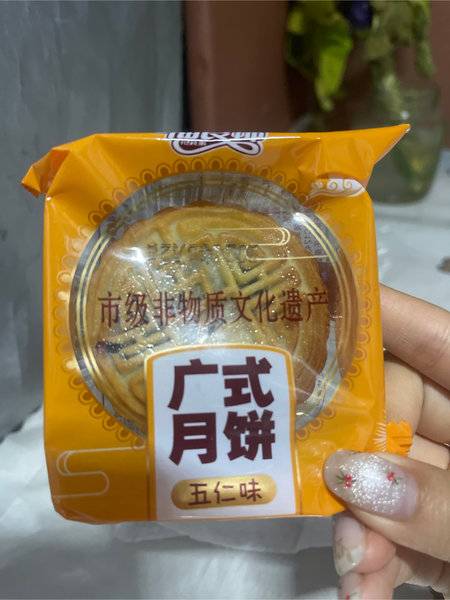 市级非物质文化遗产
广式
月饼
五仁味